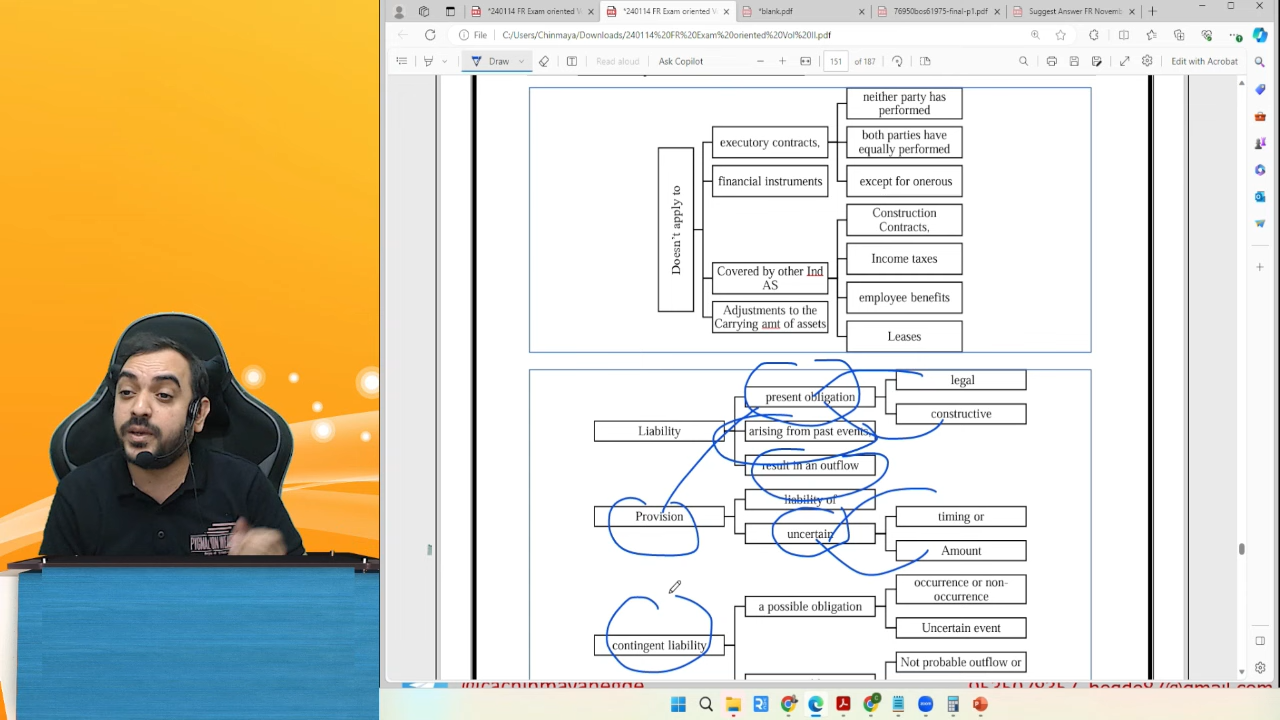 *240114 FR Exam oriented V
*240114 FR Exam oriented V
*blank.pdf
76950bos61975-final-p1.pdf
Suggest Answer FR Novemb
File
C:/Users/Chinmaya/Downloads/240114%20FR%20Exam%20oriented%20Vol%20II.pdf
Draw
Read aloud
Ask Copilot
151
of 187
Edit with Acrobat
Doesn't apply to
executory contracts,
neither party has
performed
both parties have
equally performed
except for onerous
financial instruments
Covered by other Ind
AS
Construction
Contracts,
Income taxes
employee benefits
Leases
Adjustments to the
Carrying amt of assets
Liability
present obligation
legal
constructive
arising from past events,
result in an outflow
Provision
liability of
uncertain
timing or
Amount
contingent liability
a possible obligation
occurrence or non-
occurrence
Uncertain event
Not probable outflow or